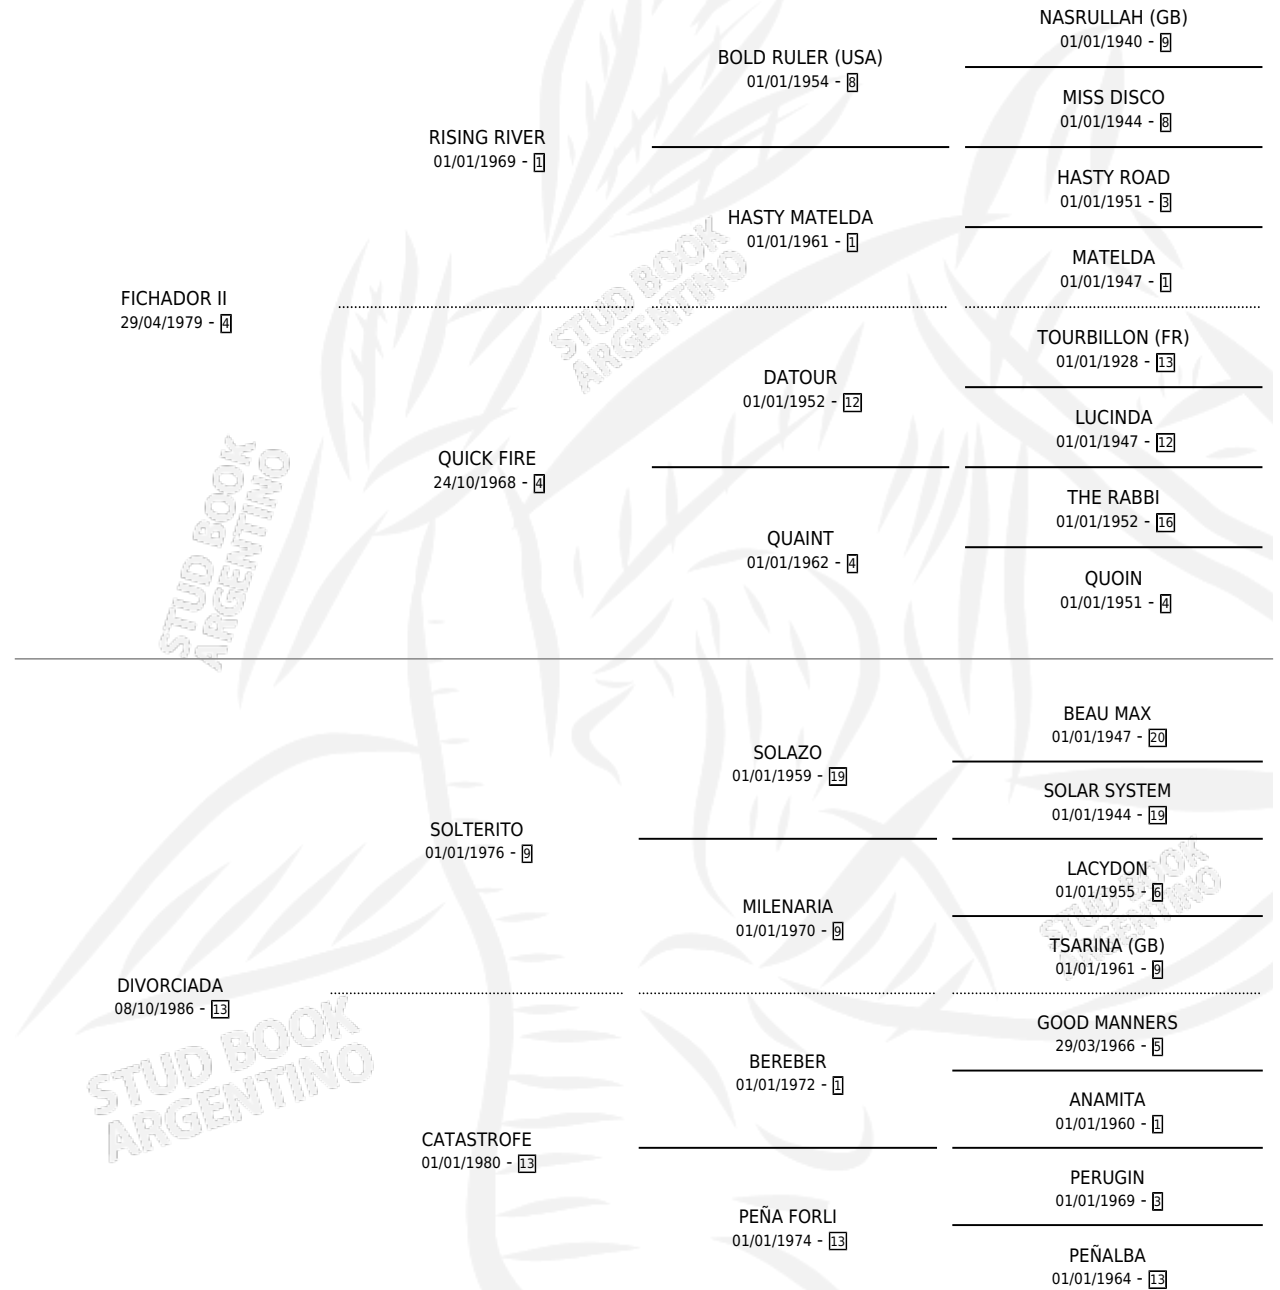 NASRULLAH (GB)
01/01/1940 - 9
BOLD RULER (USA)
01/01/1954 - 8
MISS DISCO
01/01/1944 - 8
RISING RIVER
01/01/1969 - 1
HASTY ROAD
01/01/1951 - 3
HASTY MATELDA
01/01/1961 - 1
MATELDA
01/01/1947 - 1
FICHADOR II
29/04/1979 - 4
TOURBILLON (FR)
01/01/1928 - 13
DATOUR
01/01/1952 - 12
LUCINDA
01/01/1947 - 12
QUICK FIRE
24/10/1968 - 4
THE RABBI
01/01/1952 - 16
QUAINT
01/01/1962 - 4
QUOIN
01/01/1951 - 4
BEAU MAX
01/01/1947 - 20
SOLAZO
01/01/1959 - 19
SOLAR SYSTEM
01/01/1944 - 19
SOLTERITO
01/01/1976 - 9
LACYDON
01/01/1955 - 6
MILENARIA
01/01/1970 - 9
TSARINA (GB)
01/01/1961 - 9
DIVORCIADA
08/10/1986 - 13
GOOD MANNERS
29/03/1966 - 5
BEREBER
01/01/1972 - 1
ANAMITA
01/01/1960 - 1
CATASTROFE
01/01/1980 - 13
PERUGIN
01/01/1969 - 3
PEÑA FORLI
01/01/1974 - 13
PEÑALBA
01/01/1964 - 13
STUD BOOK
ARGENTINO
STUD BOOK
ARGENTINO
STUD BOOK
ARGENTINO
STUD BOOK
ARGENTINO